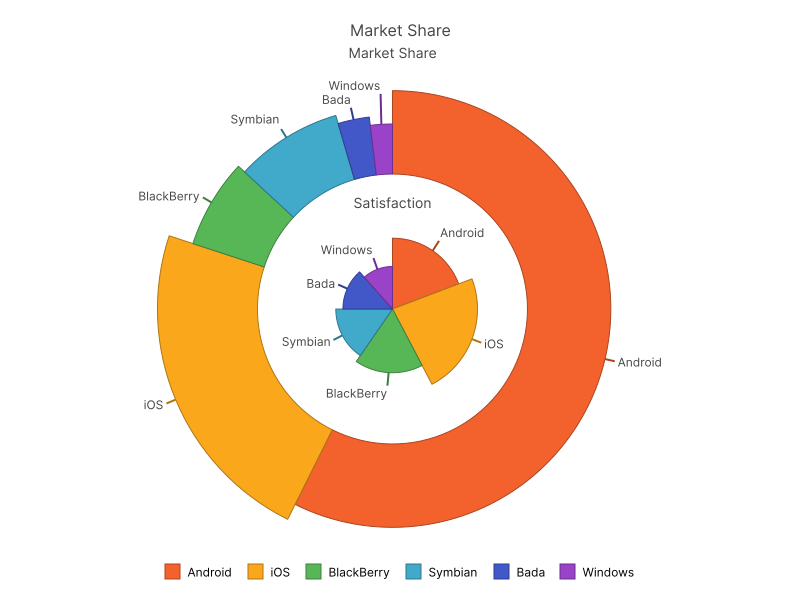 Market Share
Market Share
Windows
Bada
Symbian
BlackBerry
Satisfaction
Android
Windows
Bada
Symbian
iOS
BlackBerry
Android
iOS
Android iOS BlackBerry Symbian Bada Windows